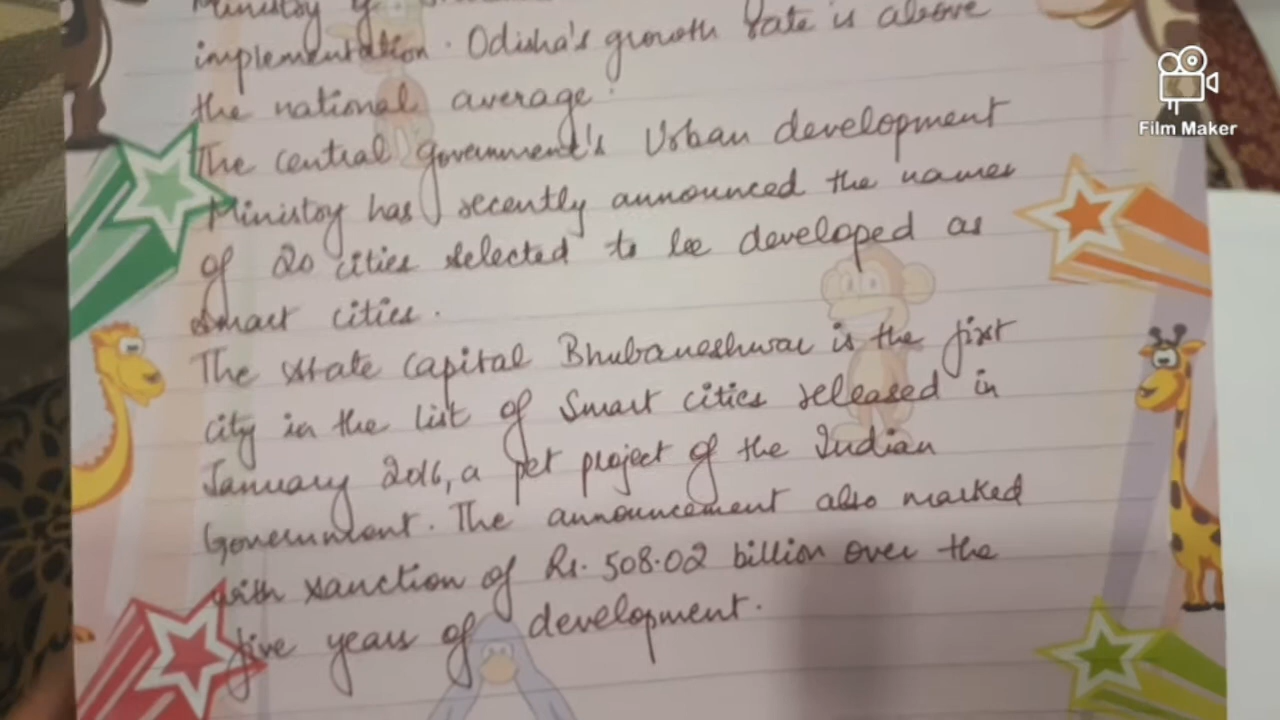 Ministry of
implementation. Odisha's growth rate is above
the national average.
The central government's Urban development
Ministry has recently announced the names
of 20 cities selected to be developed as
smart cities.
The state capital Bhubaneshwar is the first
city in the list of Smart cities released in
January 2016, a pet project of the Indian
Government. The announcement also marked
with sanction of Rs. 508.02 billion over the
five years of development.
Film Maker